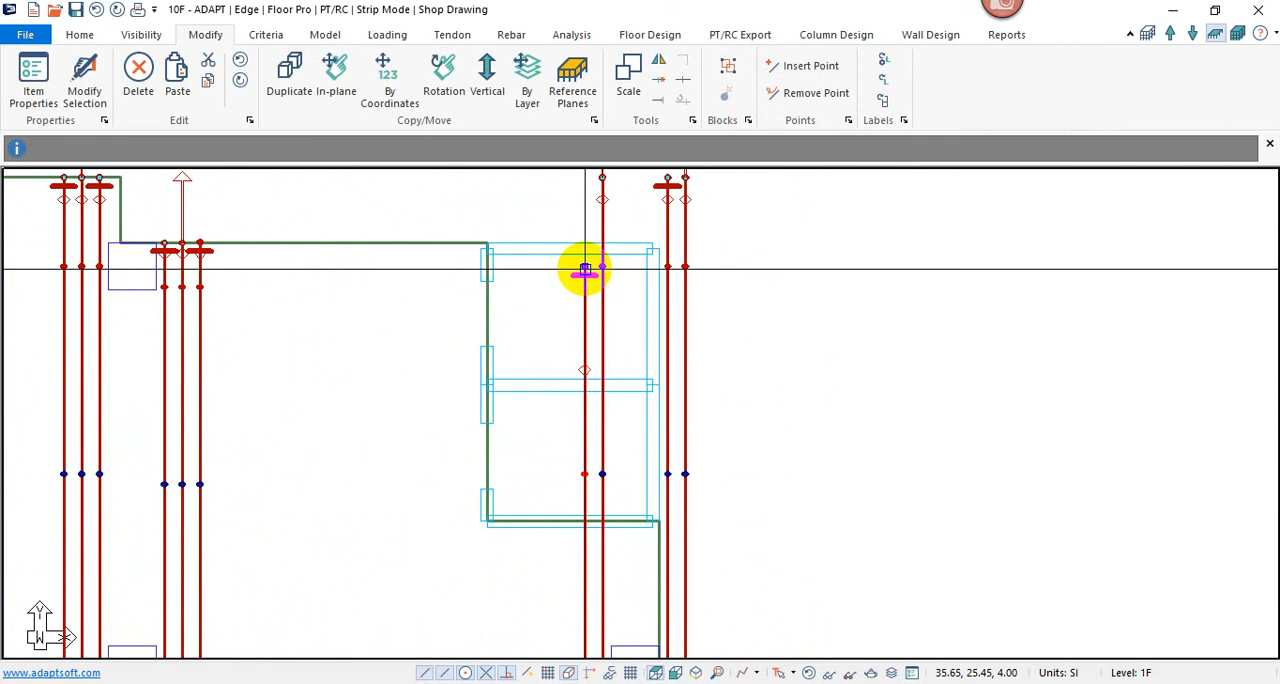 10F - ADAPT | Edge | Floor Pro | PT/RC | Strip Mode | Shop Drawing
File Home Visibility Modify Criteria Model Loading Tendon Rebar Analysis Floor Design PT/RC Export Column Design Wall Design Reports
Item Properties
Modify Selection
Delete
Paste
Duplicate
In-plane
123
By Coordinates
Rotation
Vertical
By Layer
Reference Planes
Scale
Insert Point
Remove Point
Properties Edit Copy/Move Tools Blocks Points Labels
W
www.adaptsoft.com
35.65, 25.45, 4.00 Units: SI Level: 1F